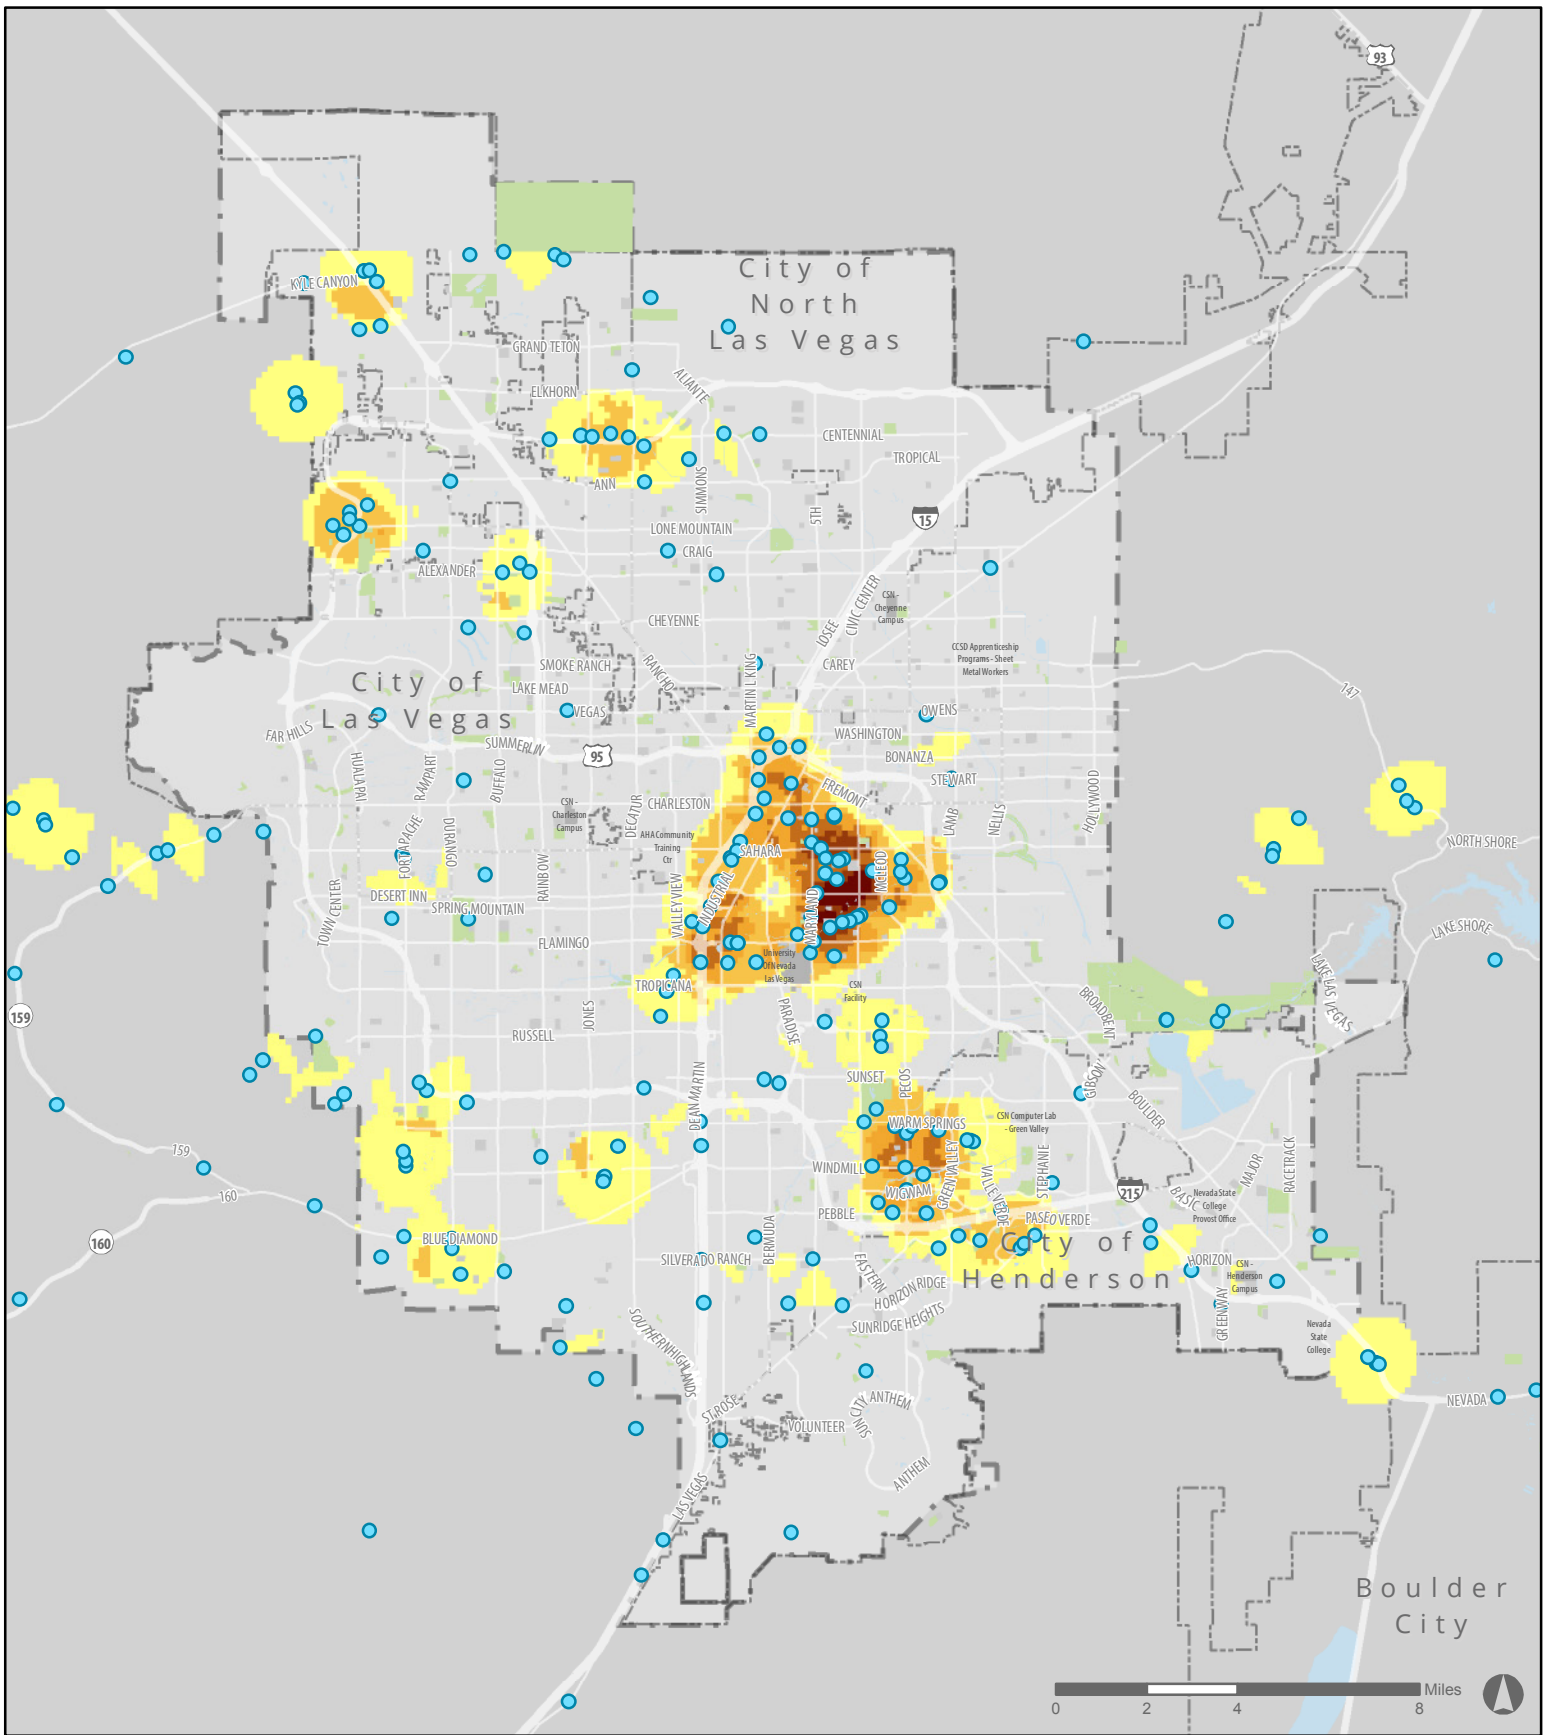 93
City of
North
Las Vegas
KYLE CANYON
GRAND TETON
ALIANTE
ELKHORN
CENTENNIAL
TROPICAL
ANN
SIMMONS
5TH
15
LONE MOUNTAIN
CRAIG
ALEXANDER
CSN -
Cheyenne
Campus
CIVIC CENTER
LOSEE
CHEYENNE
CCSD Apprenticeship
Programs - Sheet
Metal Workers
SMOKE RANCH
RANCHO
MARTIN L KING
CAREY
City of
Las Vegas
LAKE MEAD
VEGAS
OWENS
147
FAR HILLS
SUMMERLIN
95
WASHINGTON
BONANZA
HUALAPAI
RAMPART
BUFFALO
STEWART
FREMONT
CSN -
Charleston
Campus
DECATUR
CHARLESTON
LAMB
NELLIS
HOLLYWOOD
FORT APACHE
DURANGO
AHA Community
Training
Ctr
SAHARA
MCLEOD
NORTH SHORE
RAINBOW
DESERT INN
SPRING MOUNTAIN
TOWN CENTER
VALLEY VIEW
INDUSTRIAL
MARYLAND
FLAMINGO
LAKE SHORE
University
Of Nevada
Las Vegas
TROPICANA
CSN
Facility
LAKE LAS VEGAS
BROADBENT
159
JONES
RUSSELL
PARADISE
SUNSET
PECOS
GIBSON
BOULDER
DEAN MARTIN
WARM SPRINGS
CSN Computer Lab
- Green Valley
159
WINDMILL
GREEN VALLEY
VALLE VERDE
STEPHANIE
MAJOR
RACETRACK
160
WIGWAM
215
BASIC
Nevada State
College
Provost Office
PEBBLE
PASEO VERDE
160
BLUE DIAMOND
SILVERADO RANCH
BERMUDA
City of
Henderson
EASTERN
HORIZON
CSN -
Henderson
Campus
HORIZON RIDGE
SUNRIDGE HEIGHTS
GREENWAY
Nevada
State
College
SOUTHERN HIGHLANDS
ST. ROSE
ANTHEM
SUN CITY
VOLUNTEER
NEVADA
ANTHEM
LAS VEGAS
Boulder
City
Miles
0 2 4 8